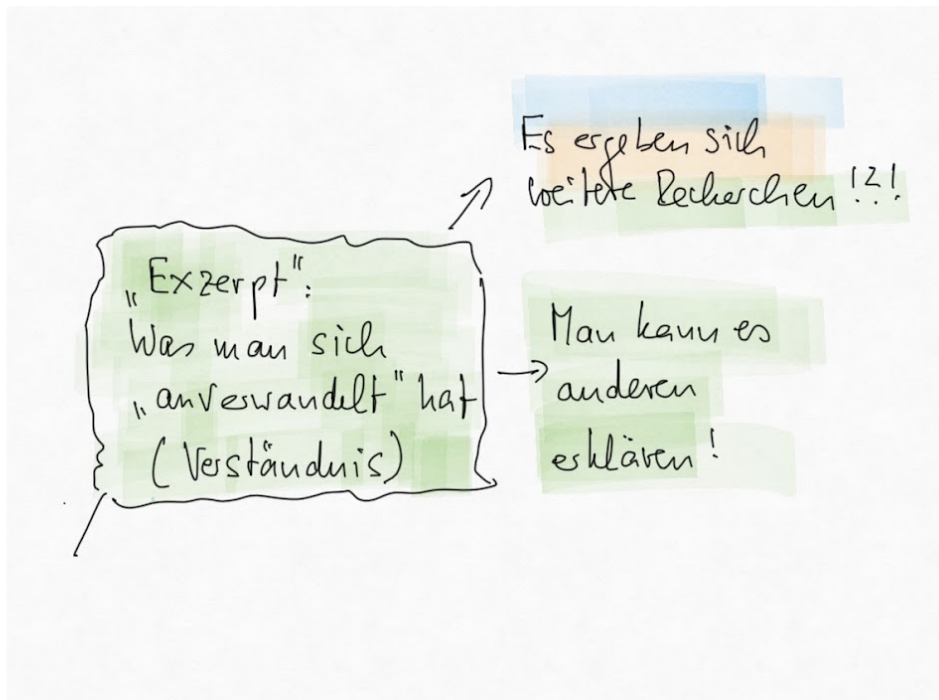 Es ergeben sich
weitere Recherchen !?!
„Exzerpt“:
Was man sich
„anverwandelt“ hat
(Verständnis)
Man kann es
anderen
erklären!